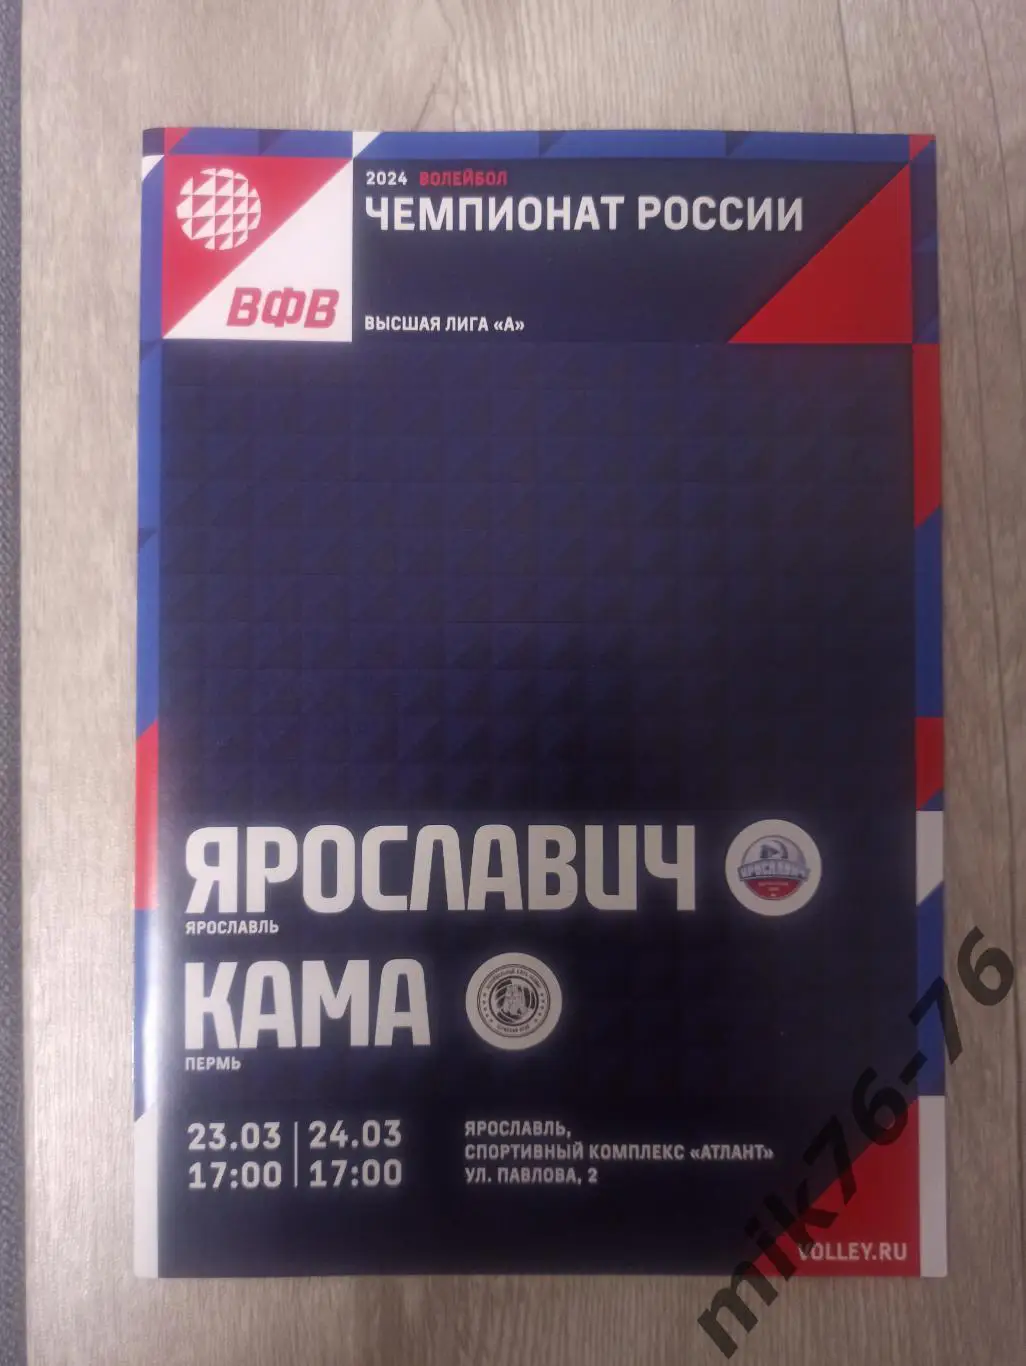 2024 ВОЛЕЙБОЛ
ЧЕМПИОНАТ РОССИИ
ВФВ
ВЫСШАЯ ЛИГА «А»
ЯРОСЛАВИЧ
ЯРОСЛАВИЧ
ЯРОСЛАВЛЬ
КАМА
ПЕРМЬ
23.03 24.03
17:00 17:00
ЯРОСЛАВЛЬ,
СПОРТИВНЫЙ КОМПЛЕКС «АТЛАНТ»
УЛ. ПАВЛОВА, 2
VOLLEY.RU
mik76-76